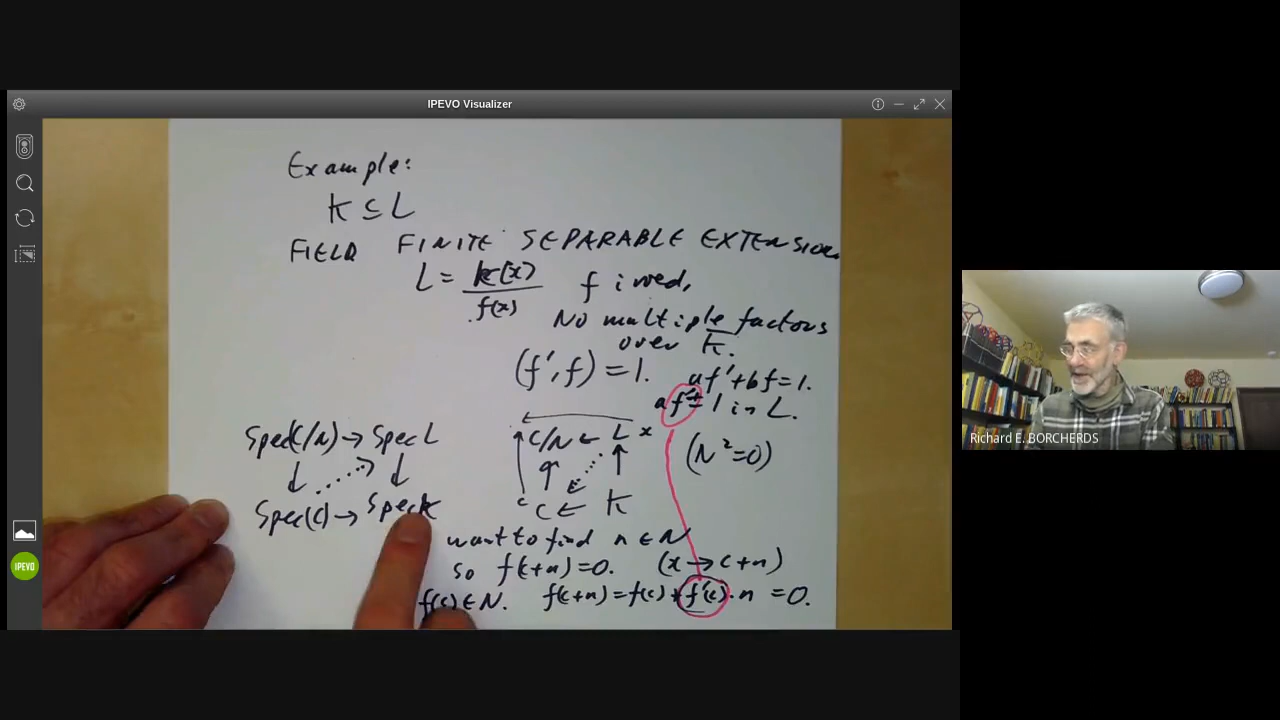 IPEVO Visualizer
Example:
K ⊆ L
FIELD FINITE SEPARABLE EXTENSION
L = k[x] / f(x) f irred,
No multiple factors
over k.
(f', f) = 1. af' + bf = 1.
af' = 1 in L.
Spec(C/N) → Spec L
C/N ← L x
(N² = 0)
Spec(C) → Spec k
c C ← K
want to find n ∈ N
so f(c+n) = 0. (x → c+n)
f(c) ∈ N. f(c+n) = f(c) + f'(c)·n = 0.
Richard E. BORCHERDS
IPEVO